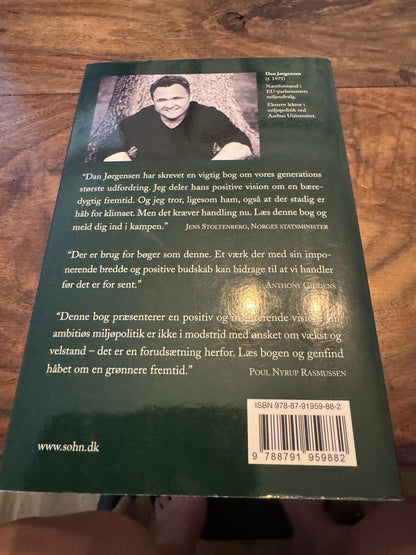 Dan Jørgensen
(f. 1975)
Næstformand i
EU-parlamentets
miljøudvalg.
Ekstern lektor i
miljøpolitik ved
Aarhus Universitet.
“Dan Jørgensen har skrevet en vigtig bog om vores generations
største udfordring. Jeg deler hans positive vision om en bære-
dygtig fremtid. Og jeg tror, ligesom ham, også at der stadig er
håb for klimaet. Men det kræver handling nu. Læs denne bog og
meld dig ind i kampen.” Jens Stoltenberg, Norges statsminister
“Der er brug for bøger som denne. Et værk der med sin impo-
nerende bredde og positive budskab kan bidrage til at vi handler
før det er for sent.” Anthony Giddens
“Denne bog præsenterer en positiv og inspirerende vision. En
ambitiøs miljøpolitik er ikke i modstrid med ønsket om vækst og
velstand – det er en forudsætning herfor. Læs bogen og genfind
håbet om en grønnere fremtid.” Poul Nyrup Rasmussen
ISBN 978-87-91959-88-2
9 788791 959882
www.sohn.dk